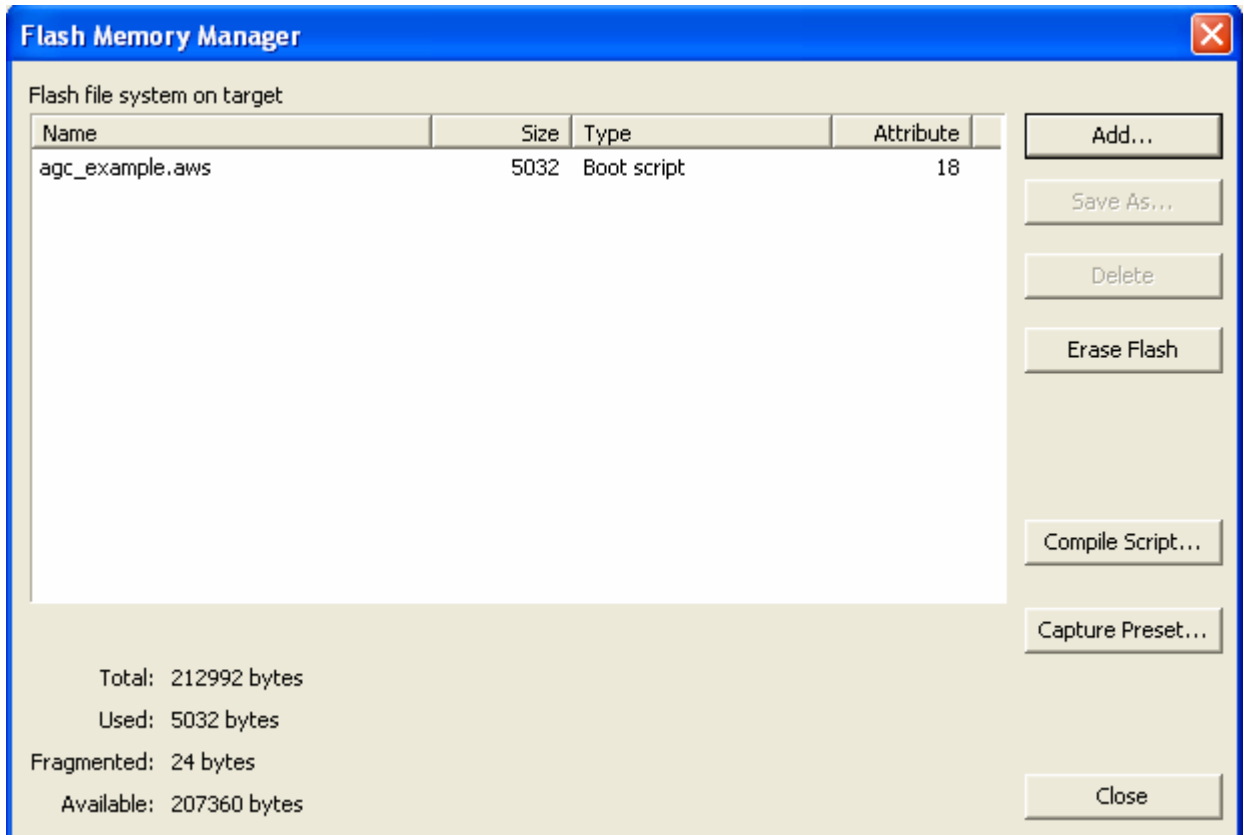 Flash Memory Manager
Flash file system on target
Name Size Type Attribute
agc_example.aws 5032 Boot script 18
Add...
Save As...
Delete
Erase Flash
Compile Script...
Capture Preset...
Total: 212992 bytes
Used: 5032 bytes
Fragmented: 24 bytes
Available: 207360 bytes
Close